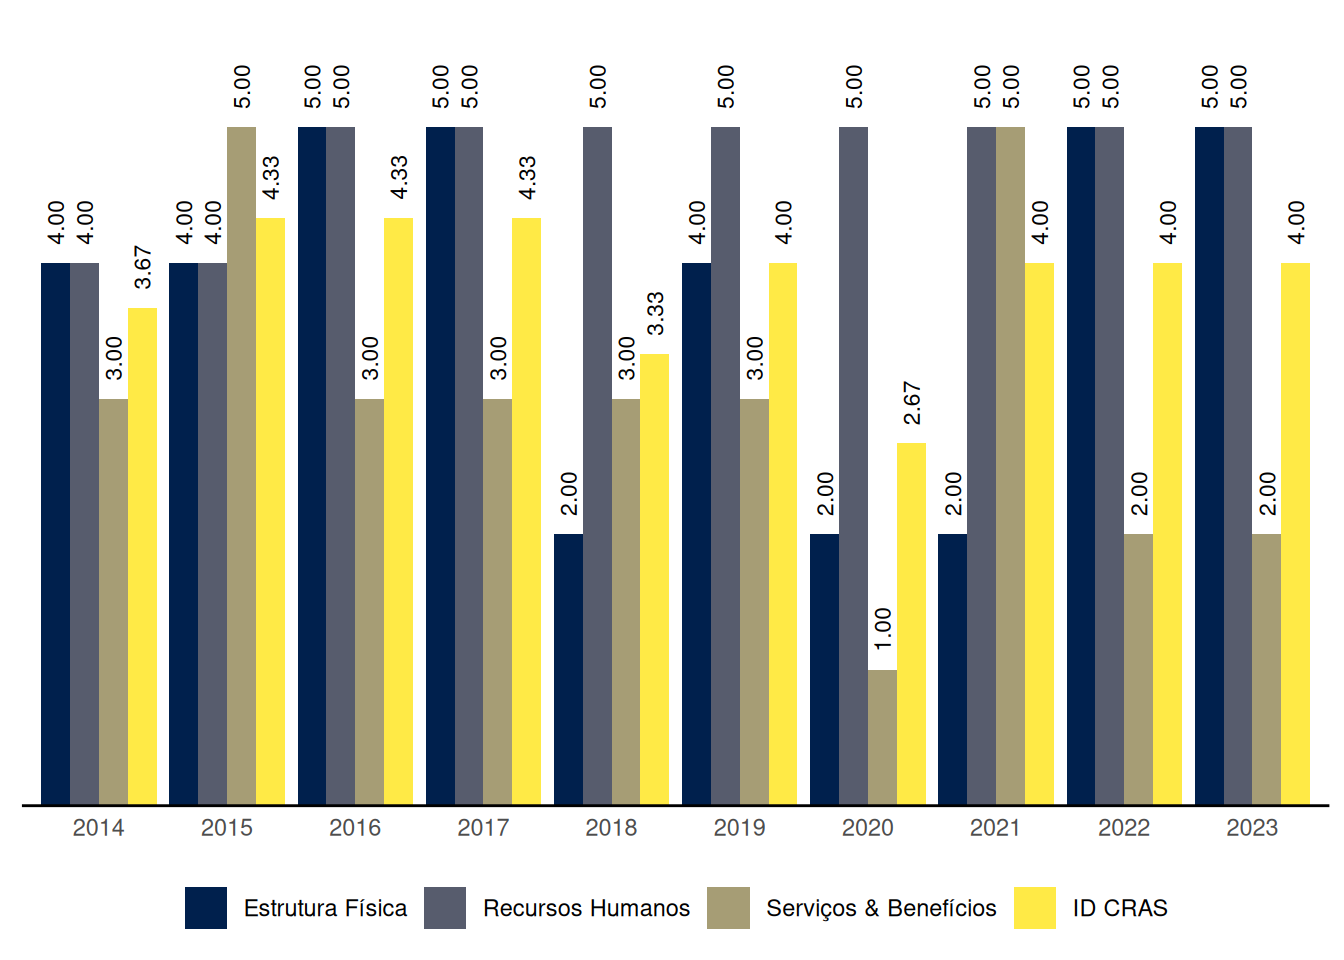 5.00 5.00 5.00 5.00 5.00 5.00 5.00 5.00 5.00 5.00 5.00 5.00 5.00 5.00
4.33 4.33 4.33
4.00 4.00 4.00 4.00 4.00 4.00 4.00 4.00 4.00
3.67
3.33
3.00 3.00 3.00 3.00 3.00
2.67
2.00 2.00 2.00 2.00 2.00
1.00
2014 2015 2016 2017 2018 2019 2020 2021 2022 2023
Estrutura Física Recursos Humanos Serviços & Benefícios ID CRAS